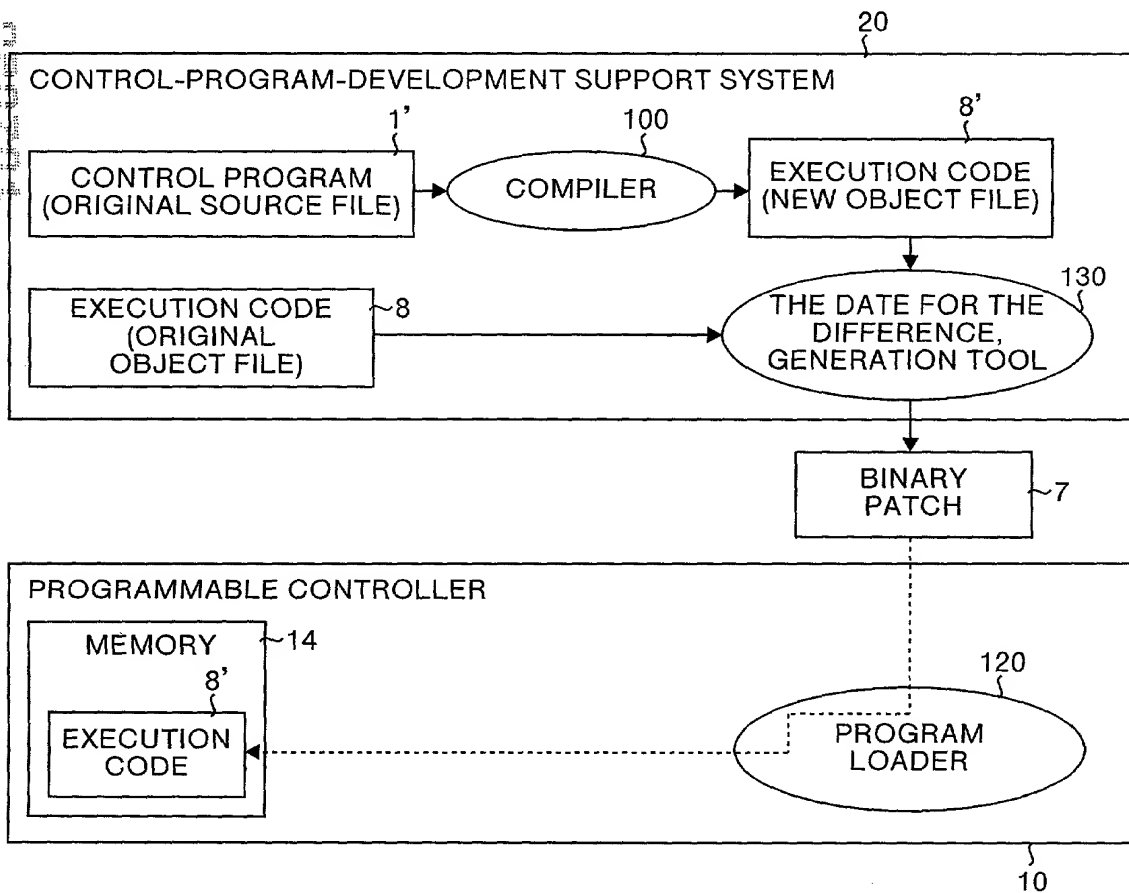 20
CONTROL-PROGRAM-DEVELOPMENT SUPPORT SYSTEM
1'
100
8'
CONTROL PROGRAM
(ORIGINAL SOURCE FILE)
COMPILER
EXECUTION CODE
(NEW OBJECT FILE)
EXECUTION CODE
(ORIGINAL
OBJECT FILE)
8
130
THE DATE FOR THE
DIFFERENCE,
GENERATION TOOL
BINARY
PATCH
7
PROGRAMMABLE CONTROLLER
MEMORY
14
8'
EXECUTION
CODE
120
PROGRAM
LOADER
10